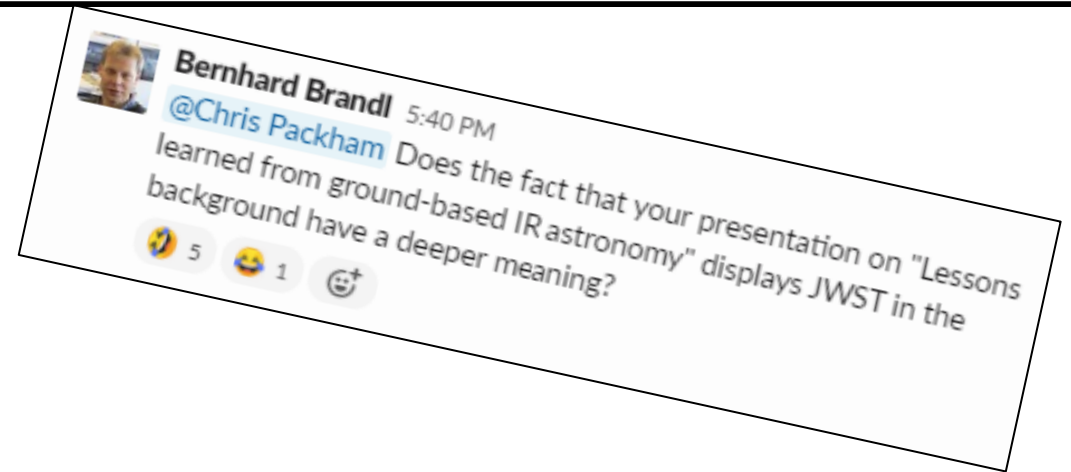 Bernhard Brandl 5:40 PM
@Chris Packham Does the fact that your presentation on "Lessons
learned from ground-based IR astronomy" displays JWST in the
background have a deeper meaning?
5 1